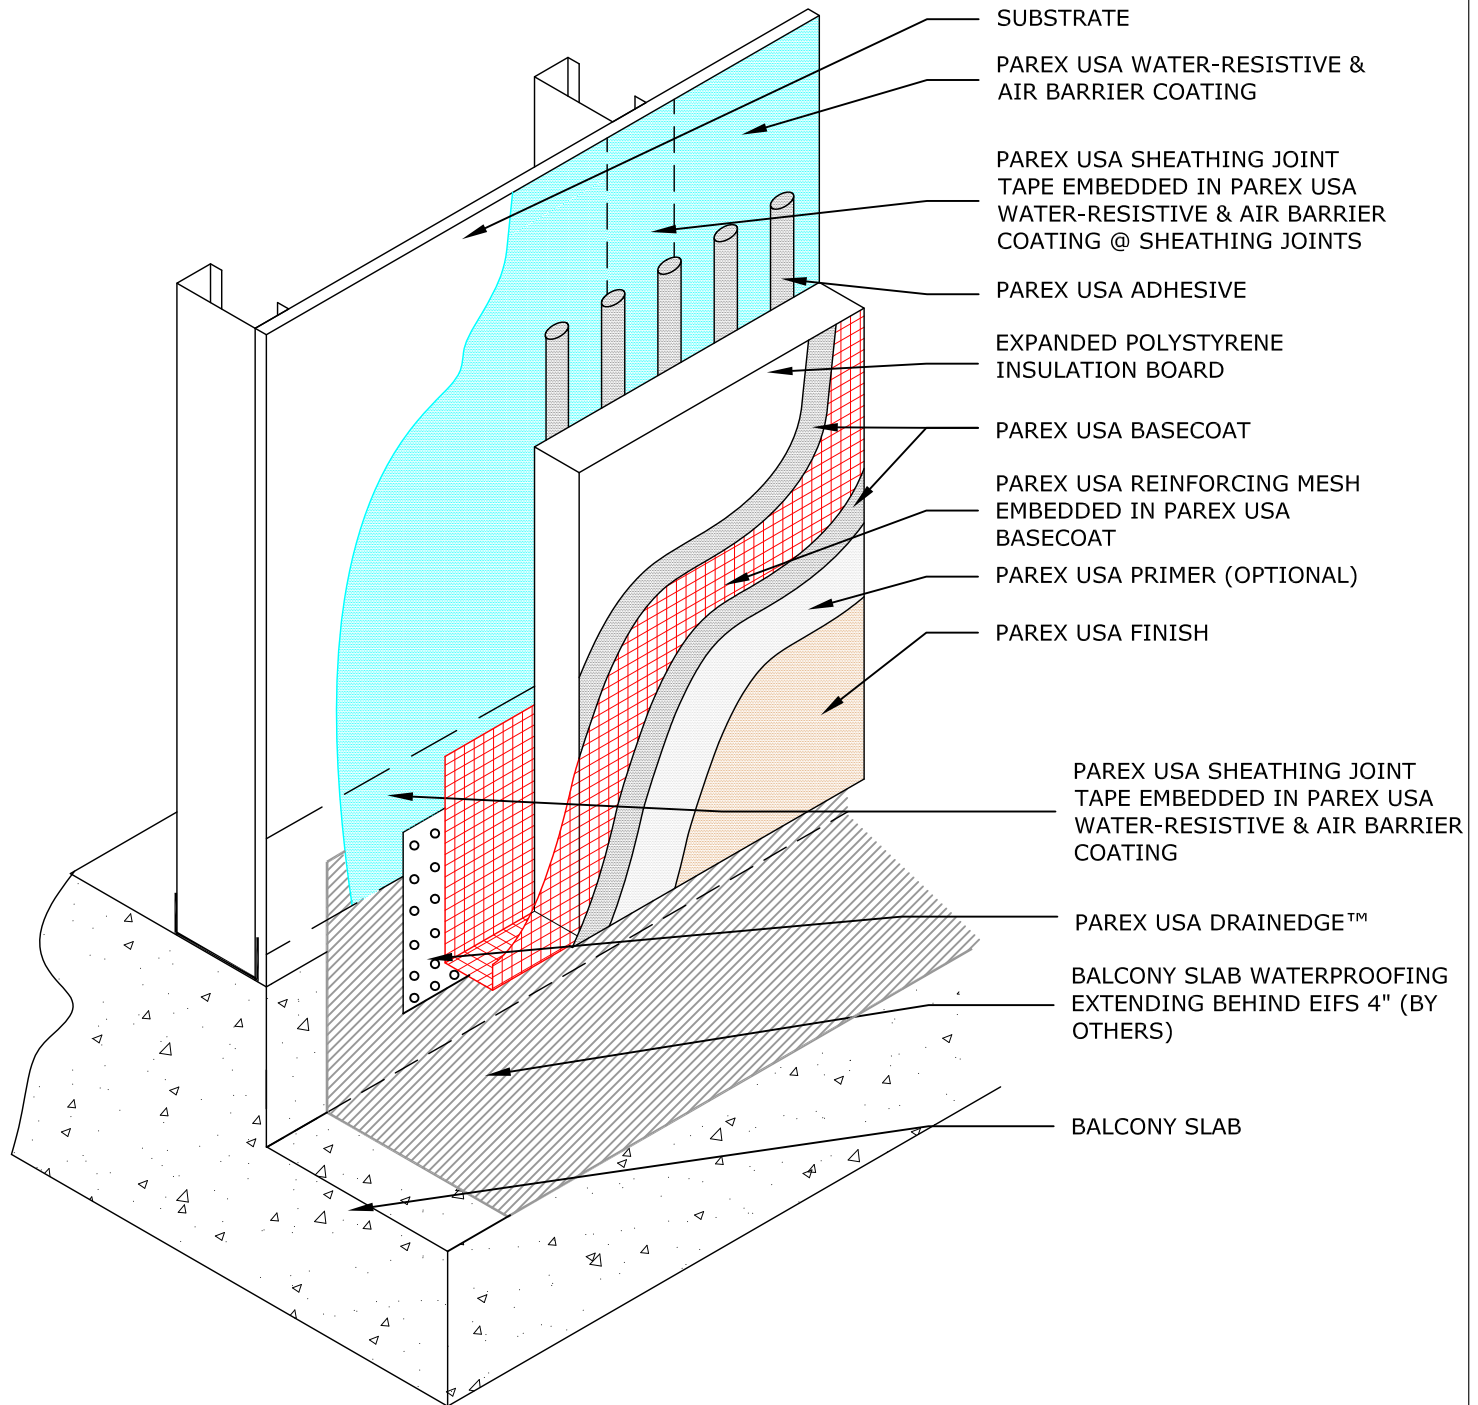 SUBSTRATE
PAREX USA WATER-RESISTIVE &
AIR BARRIER COATING
PAREX USA SHEATHING JOINT
TAPE EMBEDDED IN PAREX USA
WATER-RESISTIVE & AIR BARRIER
COATING @ SHEATHING JOINTS
PAREX USA ADHESIVE
EXPANDED POLYSTYRENE
INSULATION BOARD
PAREX USA BASECOAT
PAREX USA REINFORCING MESH
EMBEDDED IN PAREX USA
BASECOAT
PAREX USA PRIMER (OPTIONAL)
PAREX USA FINISH
PAREX USA SHEATHING JOINT
TAPE EMBEDDED IN PAREX USA
WATER-RESISTIVE & AIR BARRIER
COATING
PAREX USA DRAINEDGE™
BALCONY SLAB WATERPROOFING
EXTENDING BEHIND EIFS 4" (BY
OTHERS)
BALCONY SLAB